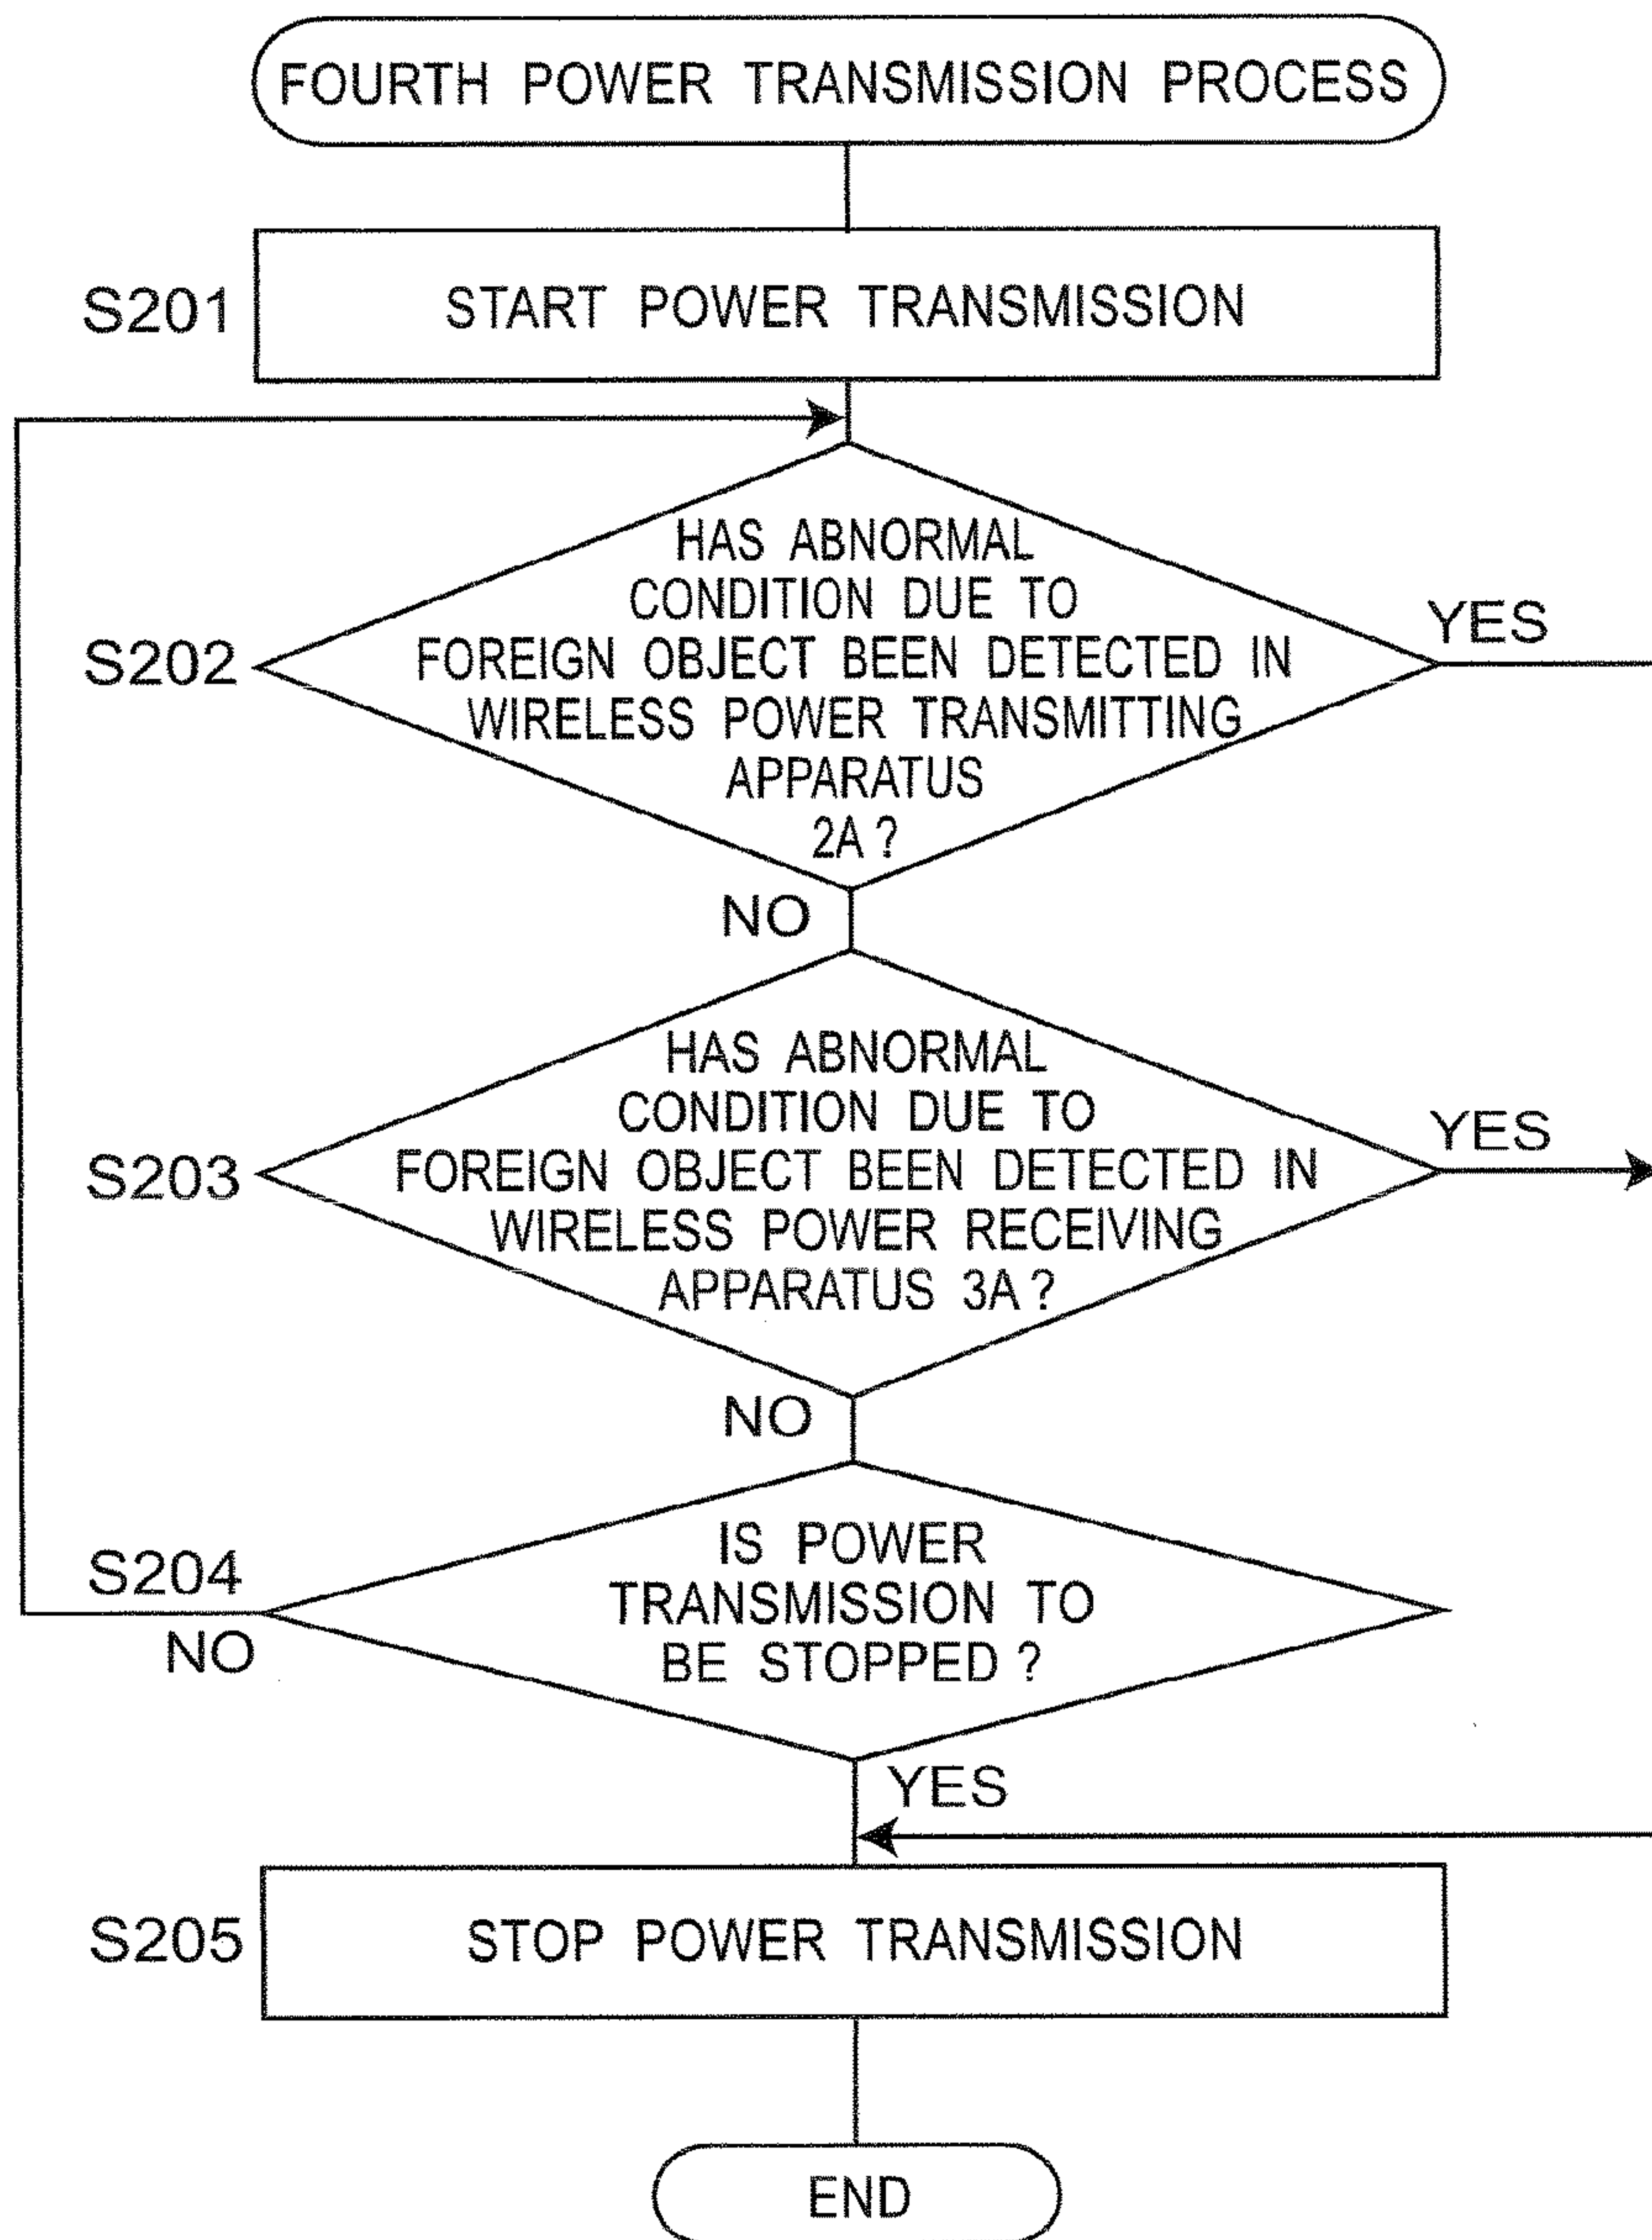 FOURTH POWER TRANSMISSION PROCESS
S201
START POWER TRANSMISSION
HAS ABNORMAL
CONDITION DUE TO
FOREIGN OBJECT BEEN DETECTED IN
WIRELESS POWER TRANSMITTING
APPARATUS
2A ?
S202
YES
NO
HAS ABNORMAL
CONDITION DUE TO
FOREIGN OBJECT BEEN DETECTED IN
WIRELESS POWER RECEIVING
APPARATUS 3A ?
S203
YES
NO
IS POWER
TRANSMISSION TO
BE STOPPED ?
S204
NO
YES
S205
STOP POWER TRANSMISSION
END